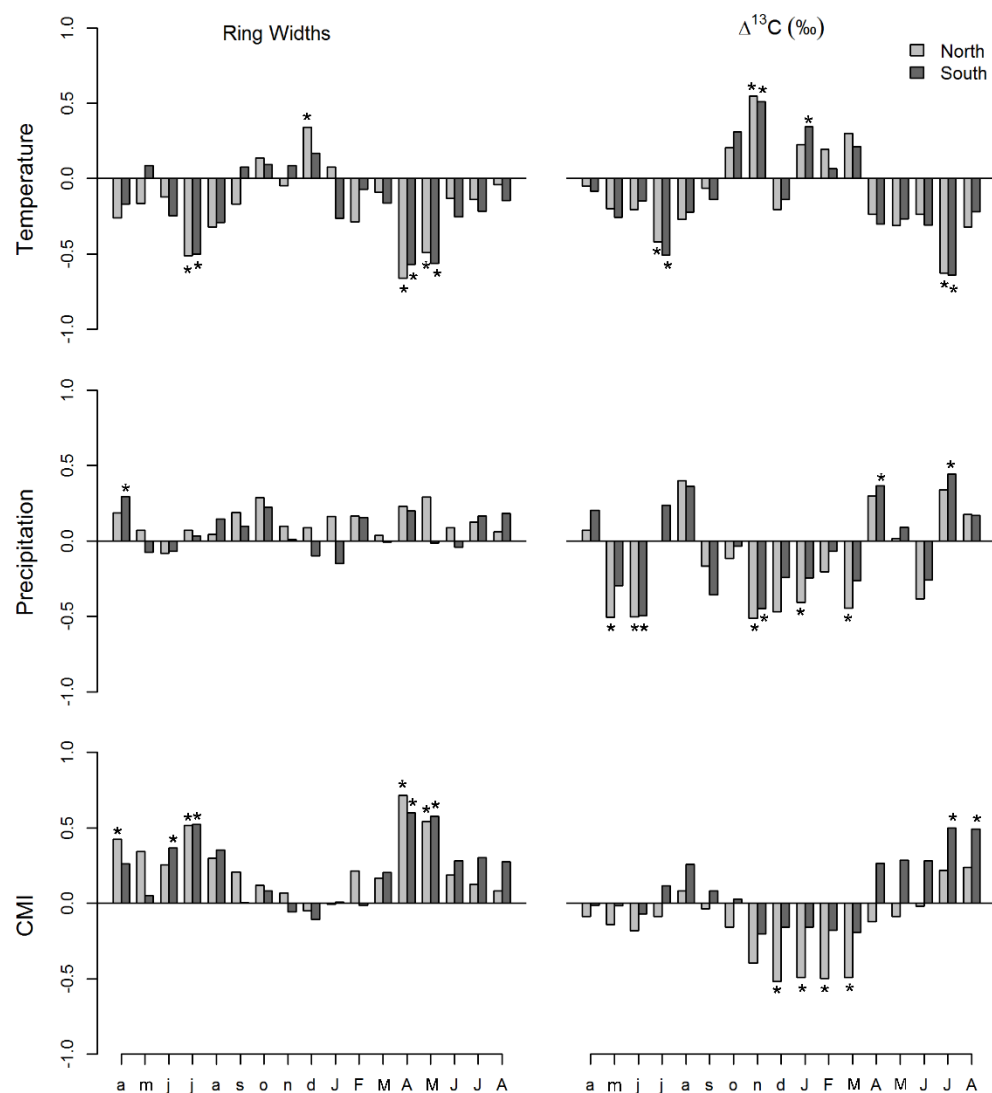 Ring Widths
Δ¹³C (‰)
North
South
Temperature
1.0
0.5
0.0
-0.5
-1.0
* * * * * * *
* * * * * * *
Precipitation
1.0
0.5
0.0
-0.5
-1.0
*
* * * * * * * * *
CMI
1.0
0.5
0.0
-0.5
-1.0
* * * * * * * *
* * * * * *
a m j j a s o n d J F M A M J J A
a m j j a s o n d J F M A M J J A